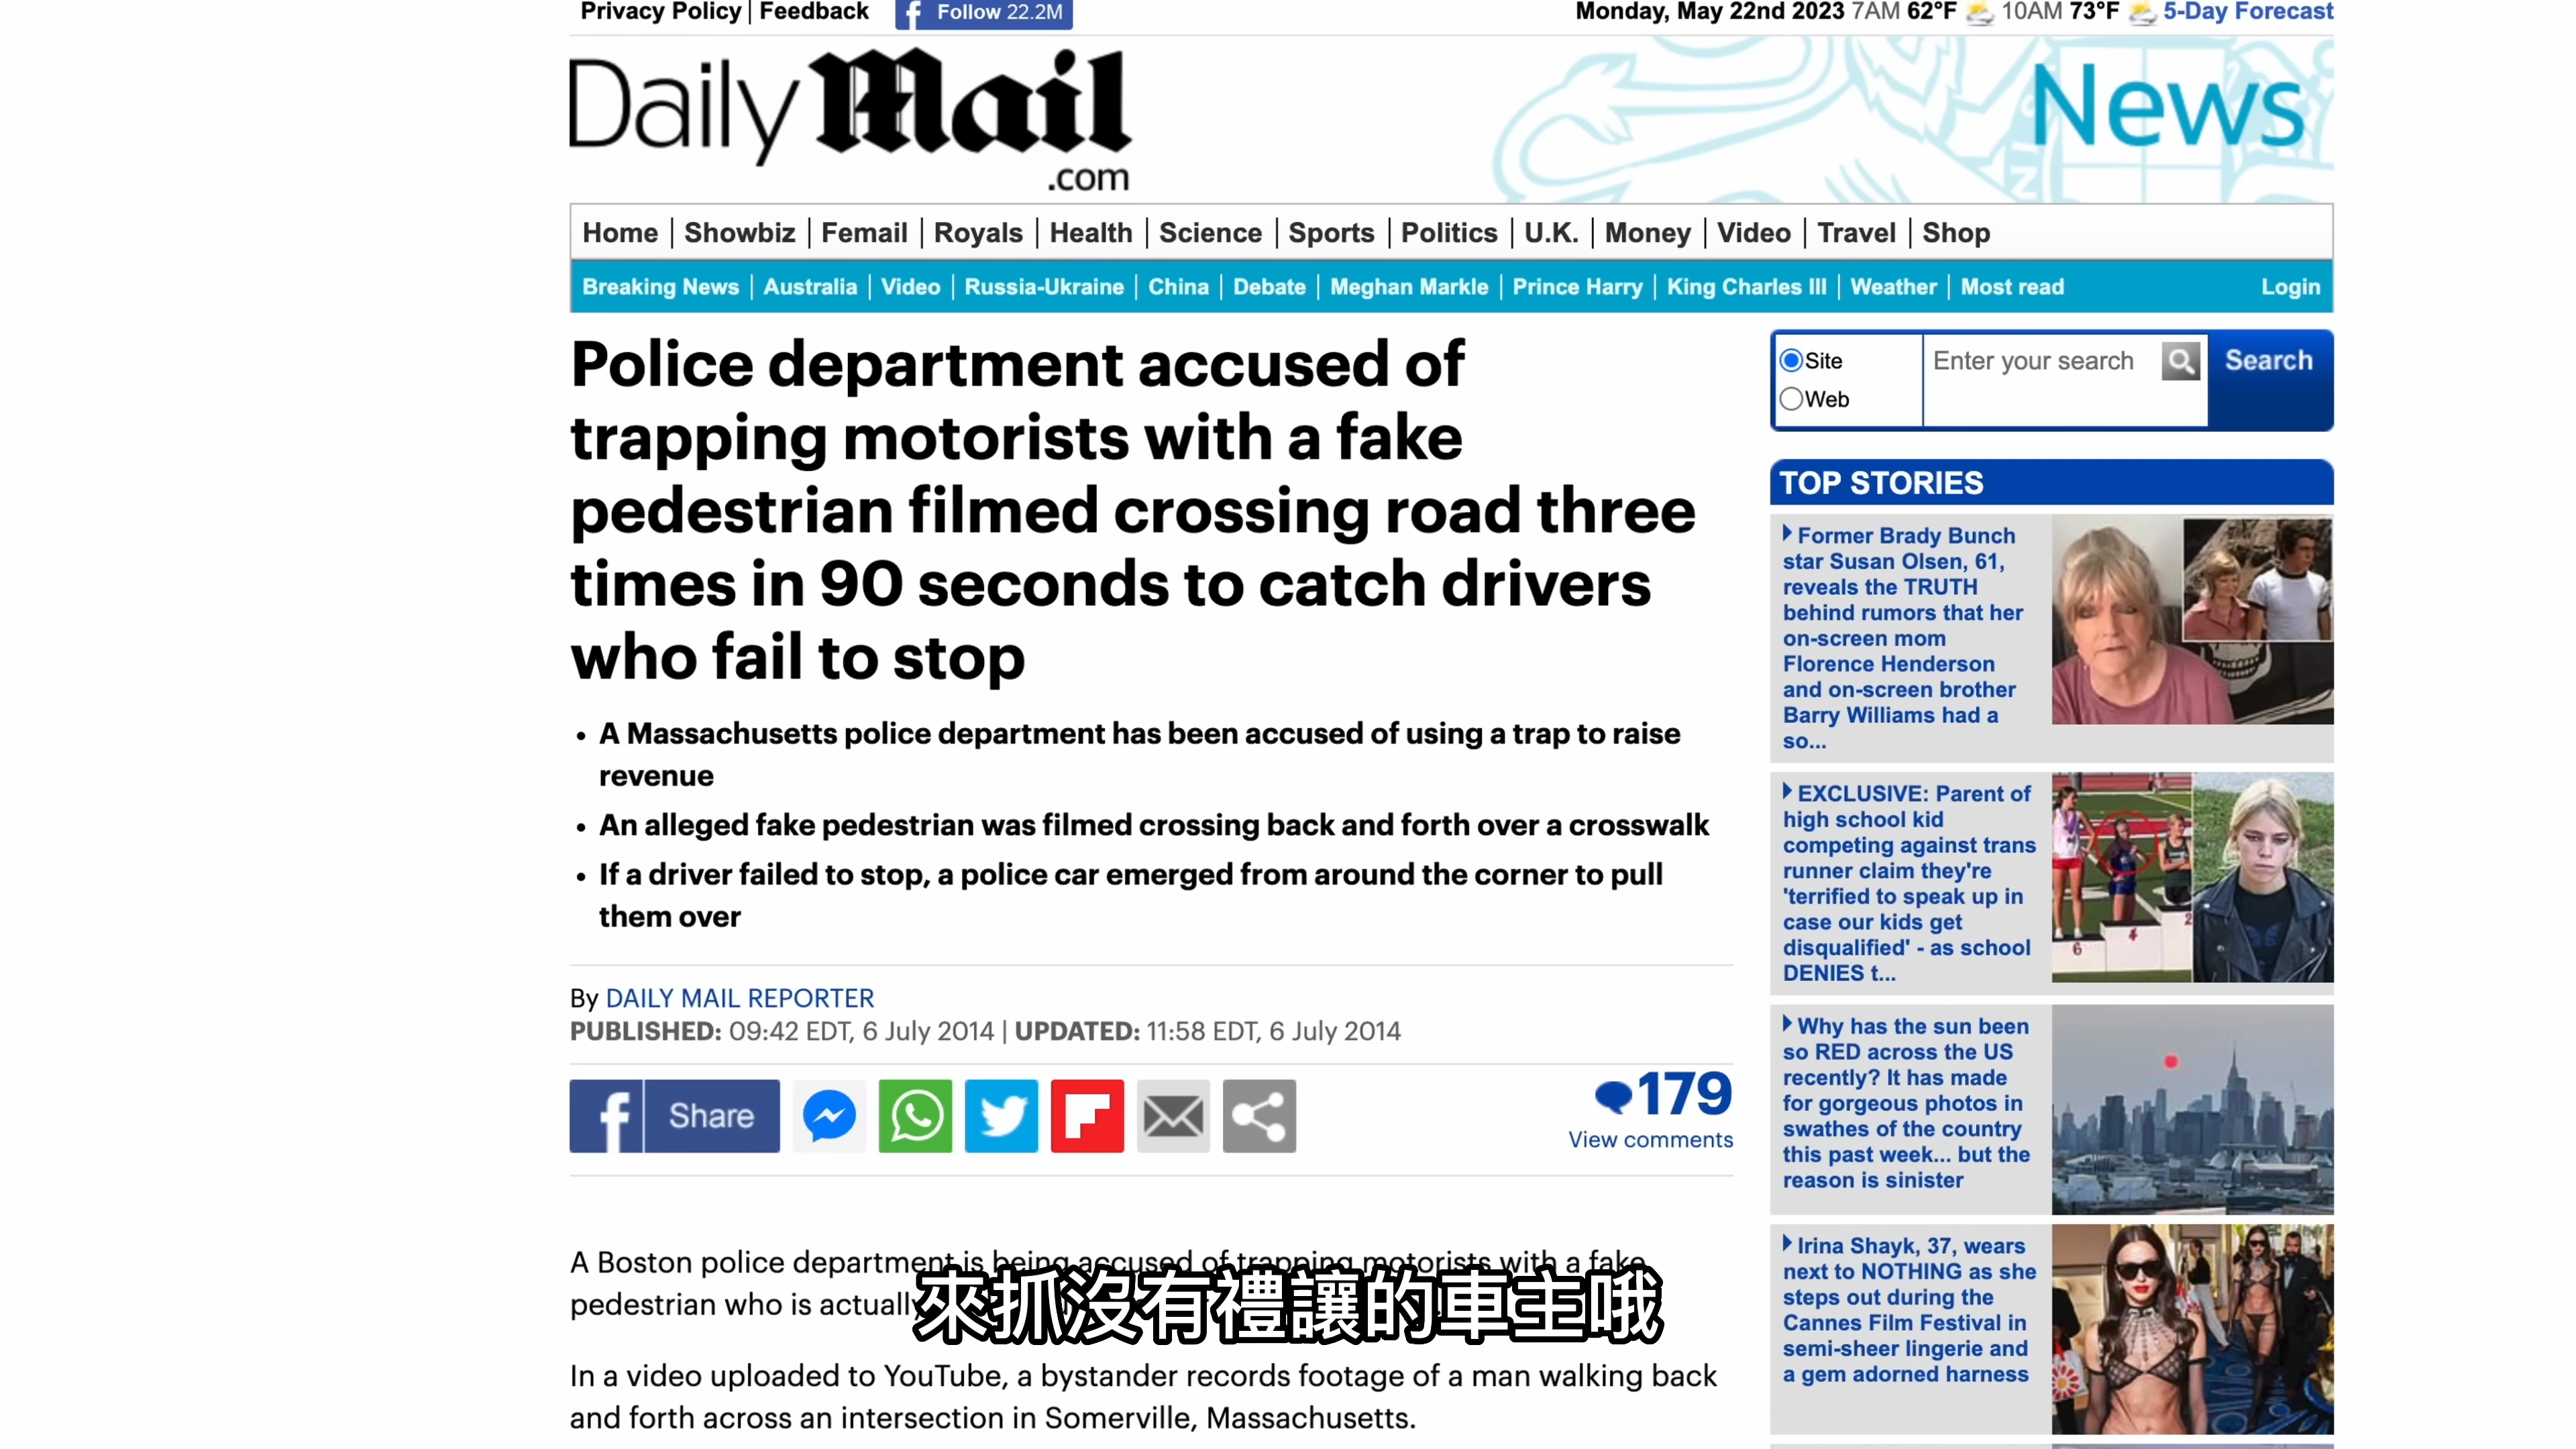 Privacy Policy | Feedback
Follow 22.2M
Monday, May 22nd 2023 7AM 62°F 10AM 73°F 5-Day Forecast
Daily Mail
.com
News
Home | Showbiz | Femail | Royals | Health | Science | Sports | Politics | U.K. | Money | Video | Travel | Shop
Breaking News | Australia | Video | Russia-Ukraine | China | Debate | Meghan Markle | Prince Harry | King Charles III | Weather | Most read
Login
Police department accused of
trapping motorists with a fake
pedestrian filmed crossing road three
times in 90 seconds to catch drivers
who fail to stop
• A Massachusetts police department has been accused of using a trap to raise
revenue
• An alleged fake pedestrian was filmed crossing back and forth over a crosswalk
• If a driver failed to stop, a police car emerged from around the corner to pull
them over
By DAILY MAIL REPORTER
PUBLISHED: 09:42 EDT, 6 July 2014 | UPDATED: 11:58 EDT, 6 July 2014
Share
179
View comments
A Boston police department is being accused of trapping motorists with a fake
pedestrian who is actually
來抓沒有禮讓的車主哦
In a video uploaded to YouTube, a bystander records footage of a man walking back
and forth across an intersection in Somerville, Massachusetts.
Site
Web
Enter your search
Search
TOP STORIES
Former Brady Bunch
star Susan Olsen, 61,
reveals the TRUTH
behind rumors that her
on-screen mom
Florence Henderson
and on-screen brother
Barry Williams had a
so...
EXCLUSIVE: Parent of
high school kid
competing against trans
runner claim they're
'terrified to speak up in
case our kids get
disqualified' - as school
DENIES t...
6
4
2
Why has the sun been
so RED across the US
recently? It has made
for gorgeous photos in
swathes of the country
this past week... but the
reason is sinister
Irina Shayk, 37, wears
next to NOTHING as she
steps out during the
Cannes Film Festival in
semi-sheer lingerie and
a gem adorned harness